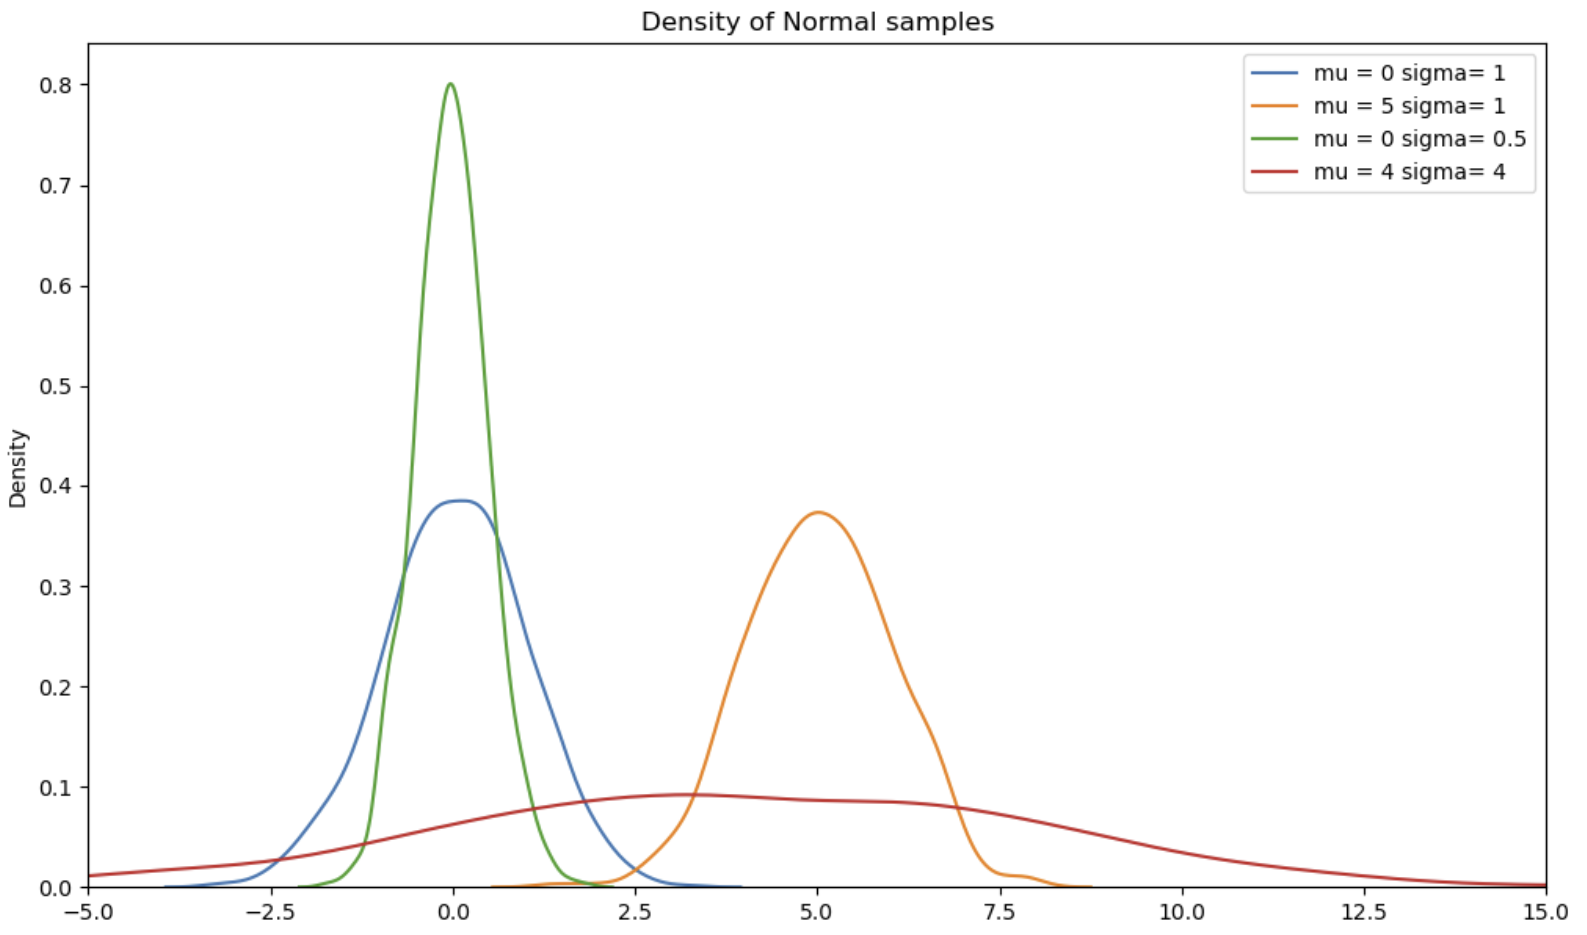 Density of Normal samples
mu = 0 sigma= 1
mu = 5 sigma= 1
mu = 0 sigma= 0.5
mu = 4 sigma= 4
0.8
0.7
0.6
0.5
0.4
0.3
0.2
0.1
0.0
Density
−5.0 −2.5 0.0 2.5 5.0 7.5 10.0 12.5 15.0